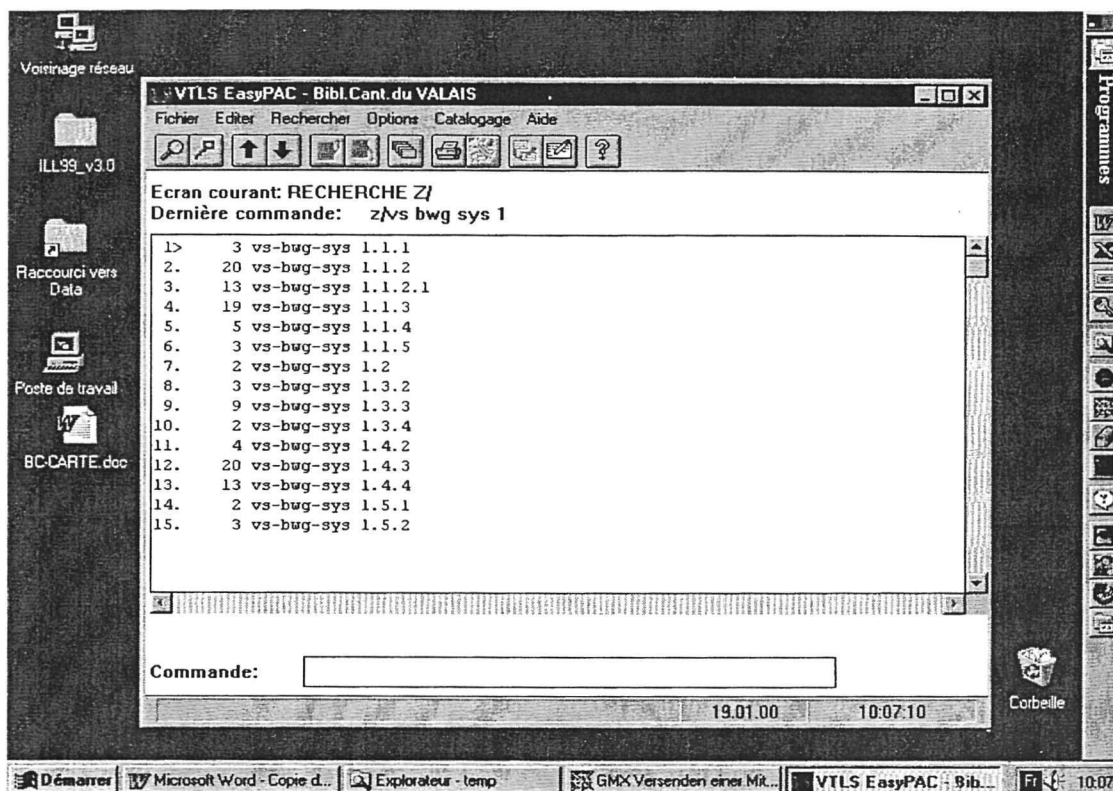 Voisinage réseau
ILL99_v3.0
Raccourci vers
Data
Poste de travail
BC-CARTE.doc
VTLS EasyPAC - Bibl.Cant.du VALAIS
Fichier Editer Rechercher Options Catalogage Aide
Ecran courant: RECHERCHE Z/
Dernière commande: z/vs bwg sys 1
1> 3 vs-bwg-sys 1.1.1
2. 20 vs-bwg-sys 1.1.2
3. 13 vs-bwg-sys 1.1.2.1
4. 19 vs-bwg-sys 1.1.3
5. 5 vs-bwg-sys 1.1.4
6. 3 vs-bwg-sys 1.1.5
7. 2 vs-bwg-sys 1.2
8. 3 vs-bwg-sys 1.3.2
9. 9 vs-bwg-sys 1.3.3
10. 2 vs-bwg-sys 1.3.4
11. 4 vs-bwg-sys 1.4.2
12. 20 vs-bwg-sys 1.4.3
13. 13 vs-bwg-sys 1.4.4
14. 2 vs-bwg-sys 1.5.1
15. 3 vs-bwg-sys 1.5.2
Commande:
19.01.00 10:07:10
Corbeille
Programmes
Démarrer Microsoft Word - Copie d... Explorateur - temp GMX Versenden einer Mit... VTLS EasyPAC - Bib... Fr 10:07